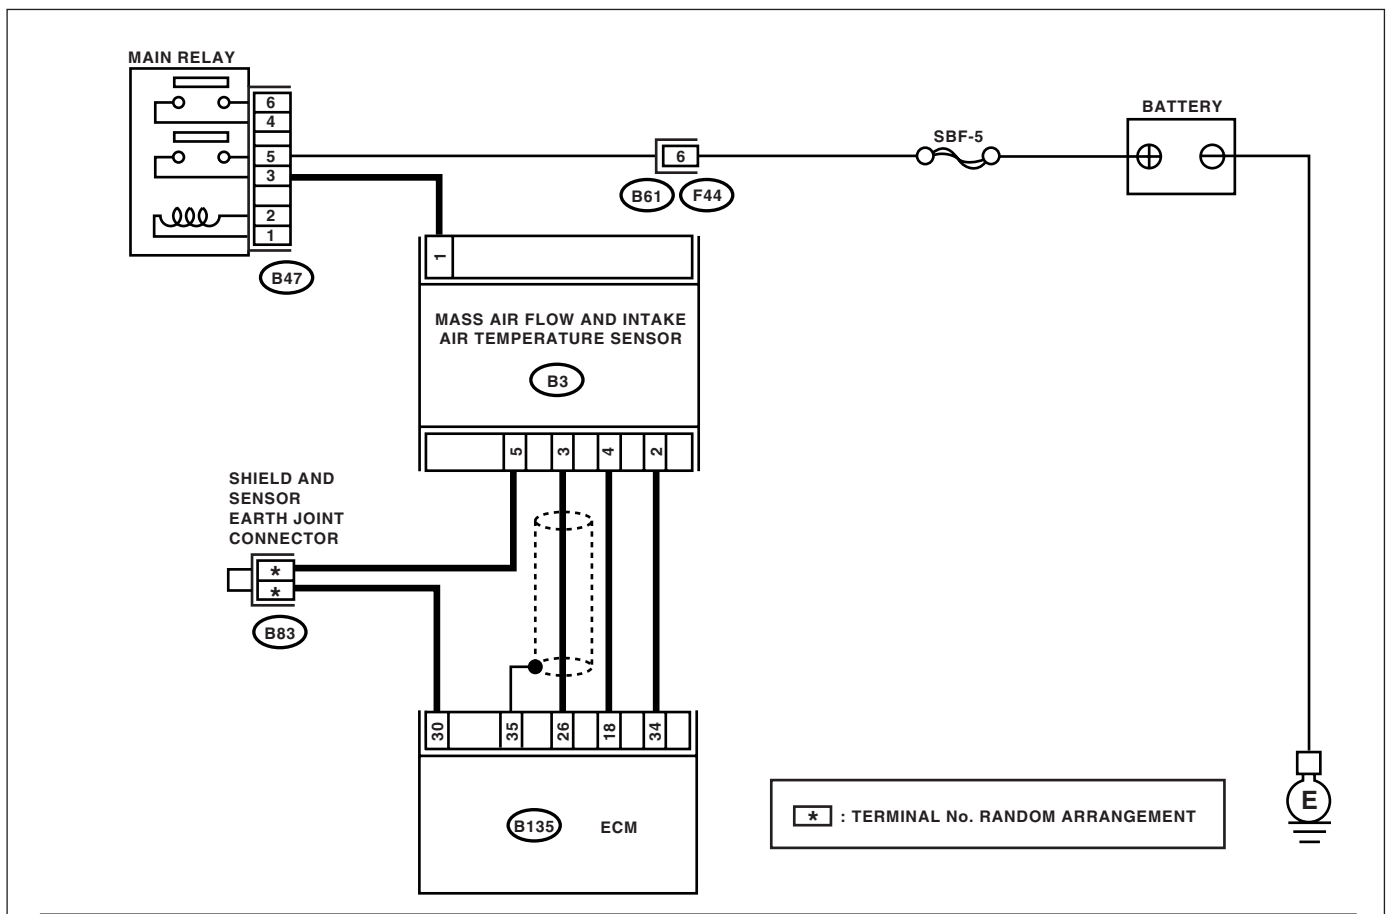 MAIN RELAY
6
4
5
3
2
1
B47
6
B61
F44
SBF-5
BATTERY
1
MASS AIR FLOW AND INTAKE
AIR TEMPERATURE SENSOR
B3
5
3
4
2
SHIELD AND
SENSOR
EARTH JOINT
CONNECTOR
*
*
B83
30
35
26
18
34
B135
ECM
* : TERMINAL No. RANDOM ARRANGEMENT
E